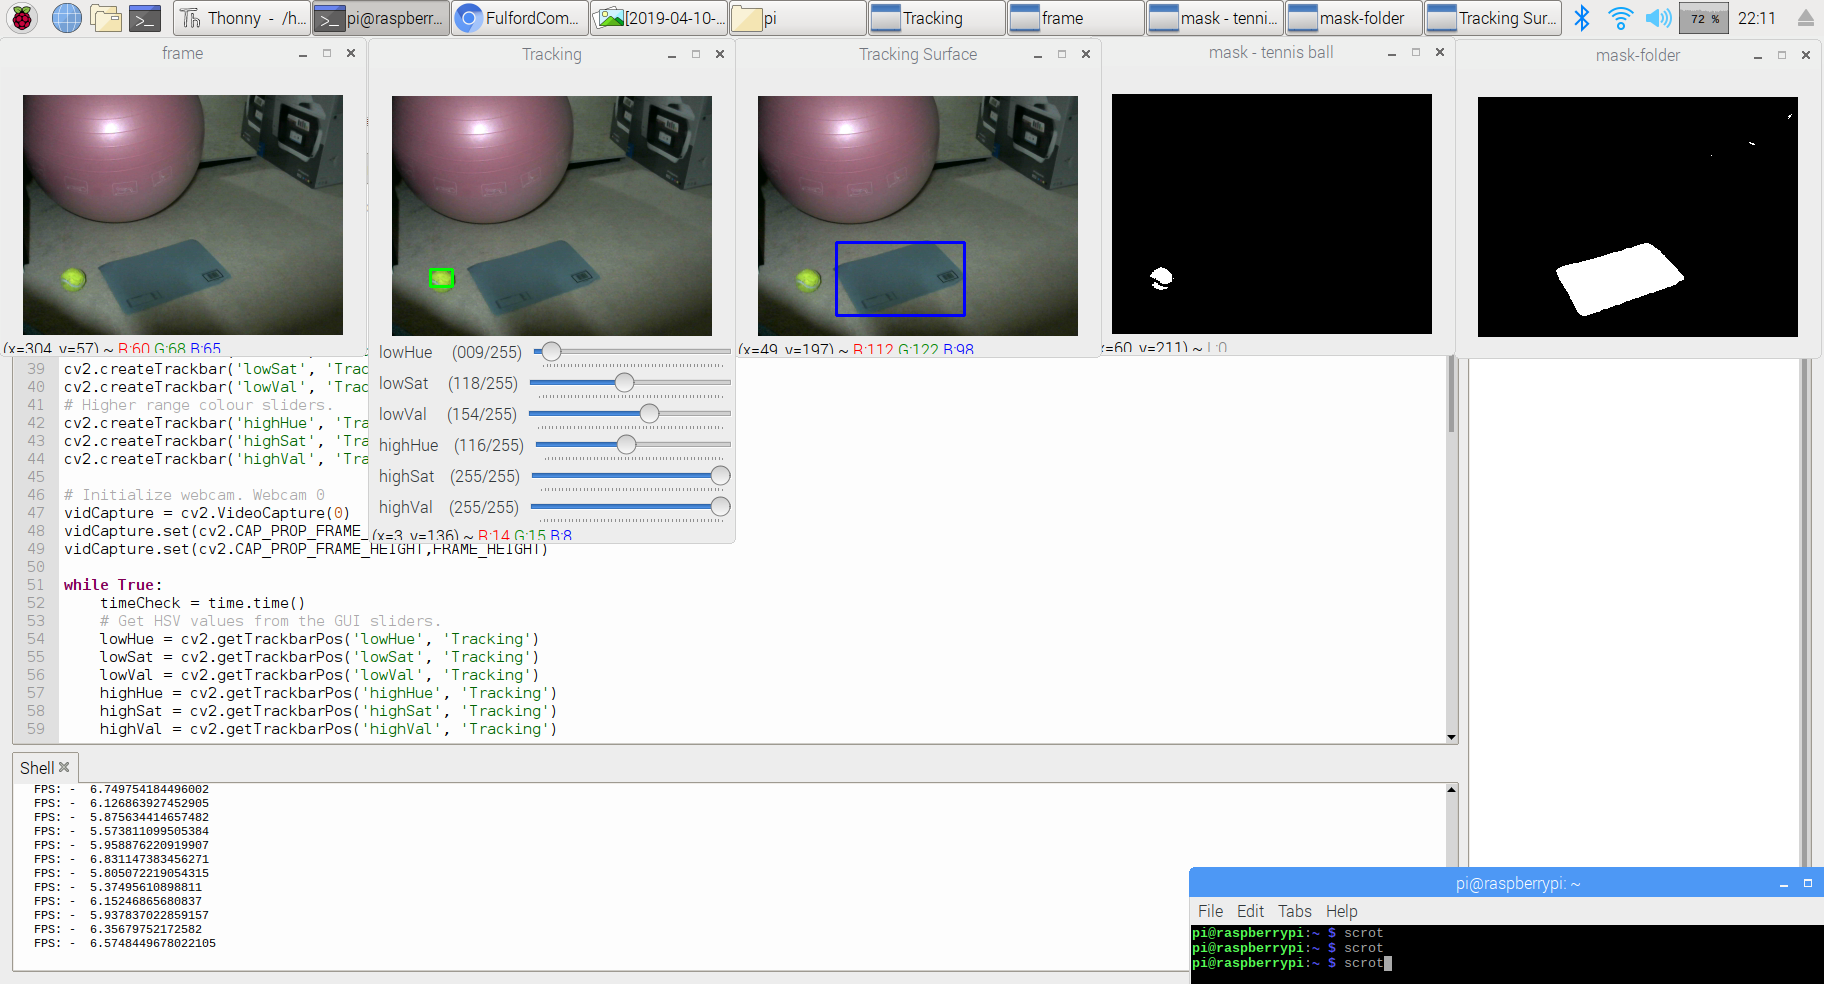 Thonny - /h...
pi@raspberr...
FulfordCom...
[2019-04-10-...
pi
Tracking
frame
mask - tenni...
mask-folder
Tracking Sur...
72 %
22:11
frame
Tracking
Tracking Surface
mask - tennis ball
mask-folder
(x=304, y=57) ~ R:60 G:68 B:65
(x=49, y=197) ~ R:112 G:122 B:98
x=60, y=211) ~ L:0
lowHue (009/255)
lowSat (118/255)
lowVal (154/255)
highHue (116/255)
highSat (255/255)
highVal (255/255)
(x=3, y=136) ~ R:14 G:15 B:8
39 cv2.createTrackbar('lowSat', 'Trac
40 cv2.createTrackbar('lowVal', 'Trac
41 # Higher range colour sliders.
42 cv2.createTrackbar('highHue', 'Tra
43 cv2.createTrackbar('highSat', 'Tra
44 cv2.createTrackbar('highVal', 'Tra
45
46 # Initialize webcam. Webcam 0
47 vidCapture = cv2.VideoCapture(0)
48 vidCapture.set(cv2.CAP_PROP_FRAME_
49 vidCapture.set(cv2.CAP_PROP_FRAME_HEIGHT,FRAME_HEIGHT)
50
51 while True:
52 timeCheck = time.time()
53 # Get HSV values from the GUI sliders.
54 lowHue = cv2.getTrackbarPos('lowHue', 'Tracking')
55 lowSat = cv2.getTrackbarPos('lowSat', 'Tracking')
56 lowVal = cv2.getTrackbarPos('lowVal', 'Tracking')
57 highHue = cv2.getTrackbarPos('highHue', 'Tracking')
58 highSat = cv2.getTrackbarPos('highSat', 'Tracking')
59 highVal = cv2.getTrackbarPos('highVal', 'Tracking')
Shell
FPS: - 6.749754184496002
FPS: - 6.126863927452905
FPS: - 5.875634414657482
FPS: - 5.573811099505384
FPS: - 5.958876220919907
FPS: - 6.831147383456271
FPS: - 5.805072219054315
FPS: - 5.37495610898811
FPS: - 6.15246865680837
FPS: - 5.937837022859157
FPS: - 6.35679752172582
FPS: - 6.5748449678022105
pi@raspberrypi: ~
File Edit Tabs Help
pi@raspberrypi:~ $ scrot
pi@raspberrypi:~ $ scrot
pi@raspberrypi:~ $ scrot